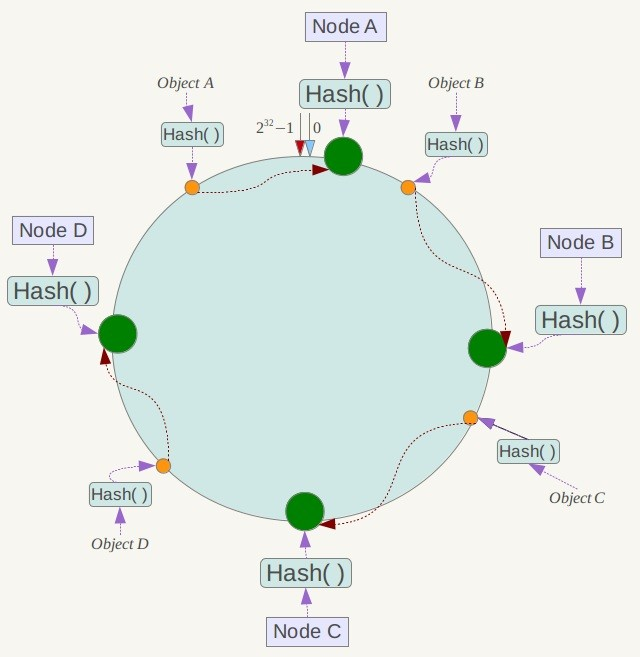 Node A
Object A
Hash( )
Object B
2³²−1
0
Hash( )
Hash( )
Node D
Node B
Hash( )
Hash( )
Hash( )
Hash( )
Object C
Object D
Hash( )
Node C